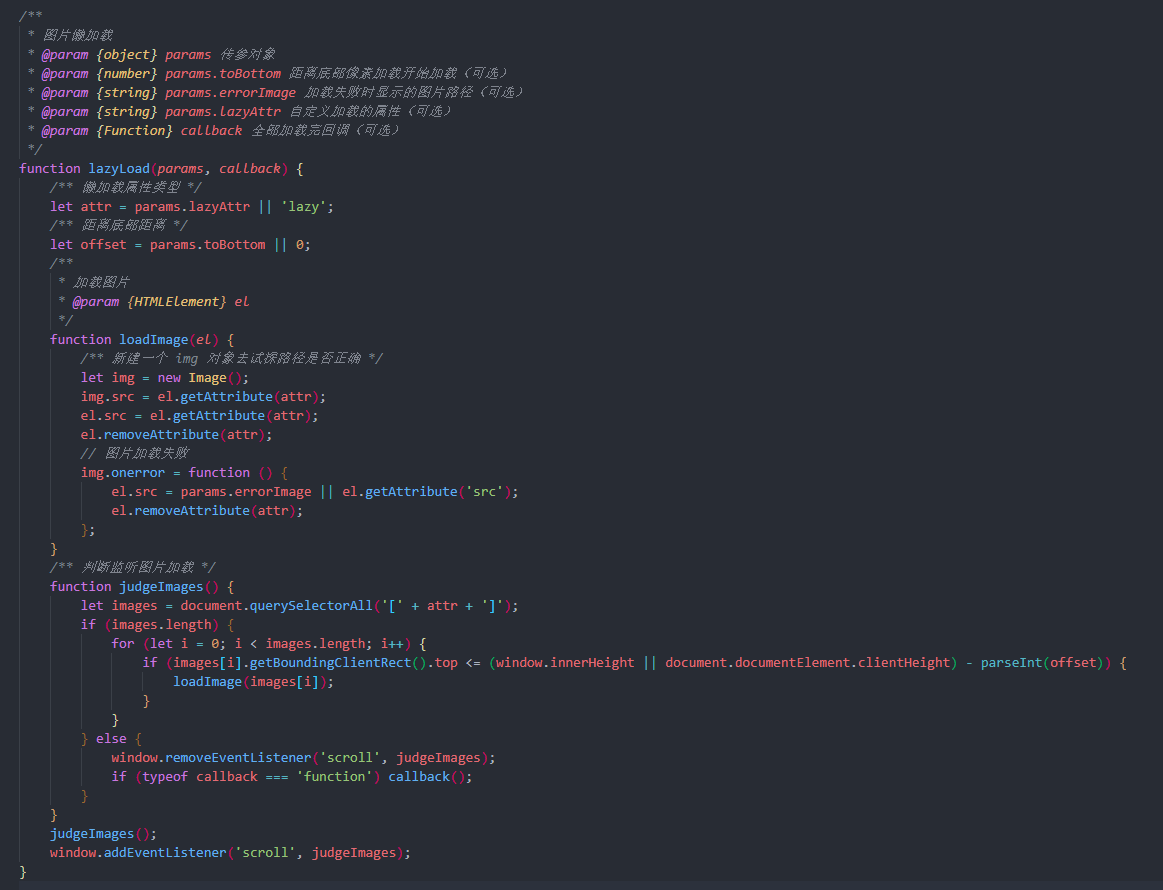 /**
 * 图片懒加载
 * @param {object} params 传参对象
 * @param {number} params.toBottom 距离底部像素加载开始加载（可选）
 * @param {string} params.errorImage 加载失败时显示的图片路径（可选）
 * @param {string} params.lazyAttr 自定义加载的属性（可选）
 * @param {Function} callback 全部加载完回调（可选）
 */
function lazyLoad(params, callback) {
    /** 懒加载属性类型 */
    let attr = params.lazyAttr || 'lazy';
    /** 距离底部距离 */
    let offset = params.toBottom || 0;
    /**
     * 加载图片
     * @param {HTMLElement} el
     */
    function loadImage(el) {
        /** 新建一个 img 对象去试探路径是否正确 */
        let img = new Image();
        img.src = el.getAttribute(attr);
        el.src = el.getAttribute(attr);
        el.removeAttribute(attr);
        // 图片加载失败
        img.onerror = function () {
            el.src = params.errorImage || el.getAttribute('src');
            el.removeAttribute(attr);
        };
    }
    /** 判断监听图片加载 */
    function judgeImages() {
        let images = document.querySelectorAll('[' + attr + ']');
        if (images.length) {
            for (let i = 0; i < images.length; i++) {
                if (images[i].getBoundingClientRect().top <= (window.innerHeight || document.documentElement.clientHeight) - parseInt(offset)) {
                    loadImage(images[i]);
                }
            }
        } else {
            window.removeEventListener('scroll', judgeImages);
            if (typeof callback === 'function') callback();
        }
    }
    judgeImages();
    window.addEventListener('scroll', judgeImages);
}